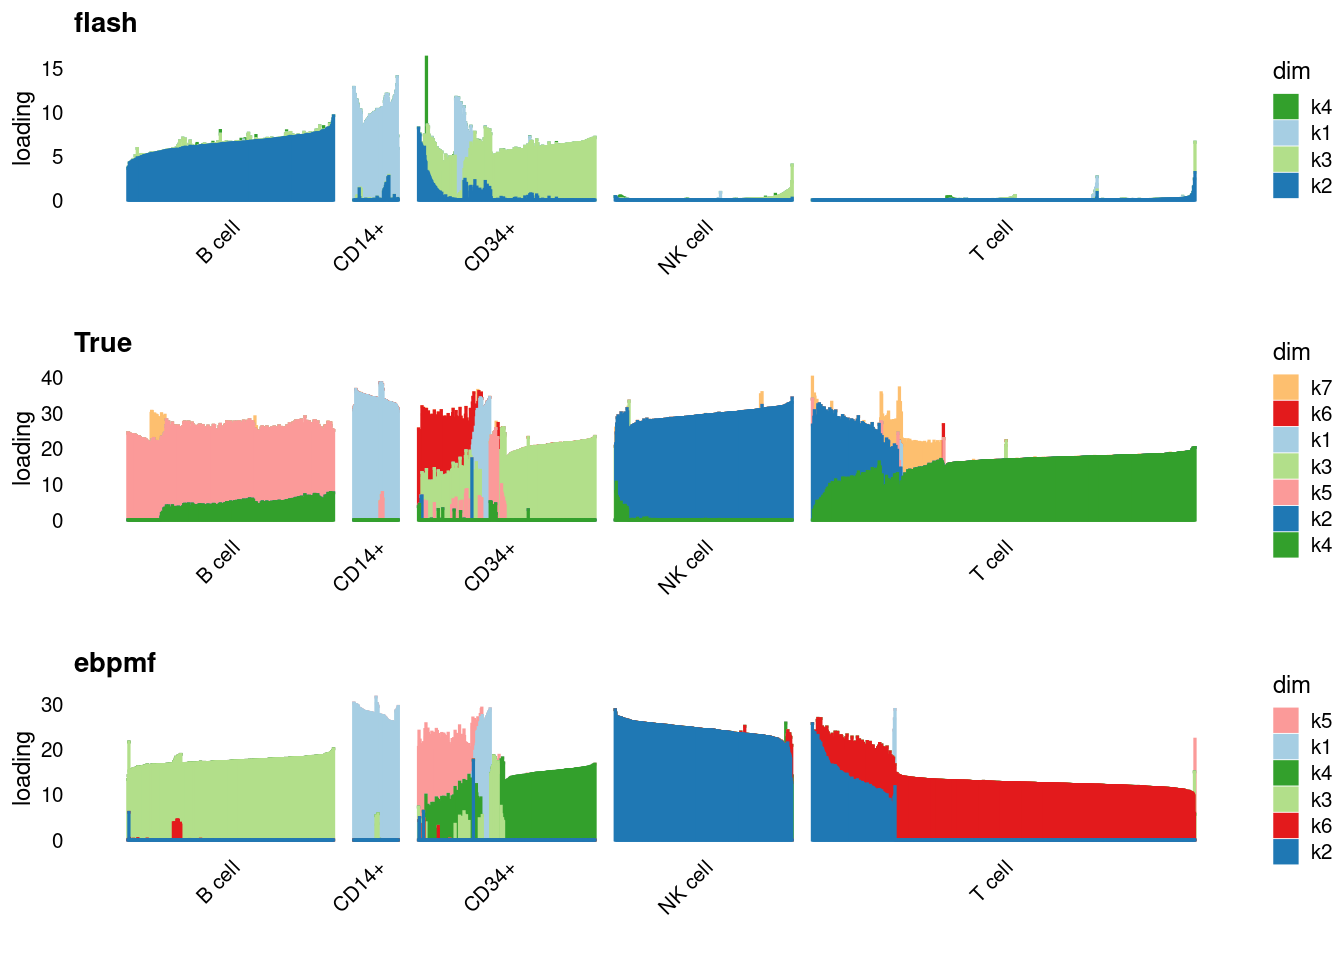 flash
loading
15
10
5
0
B cell
CD14+
CD34+
NK cell
T cell
dim
k4
k1
k3
k2
True
loading
40
30
20
10
0
B cell
CD14+
CD34+
NK cell
T cell
dim
k7
k6
k1
k3
k5
k2
k4
ebpmf
loading
30
20
10
0
B cell
CD14+
CD34+
NK cell
T cell
dim
k5
k1
k4
k3
k6
k2